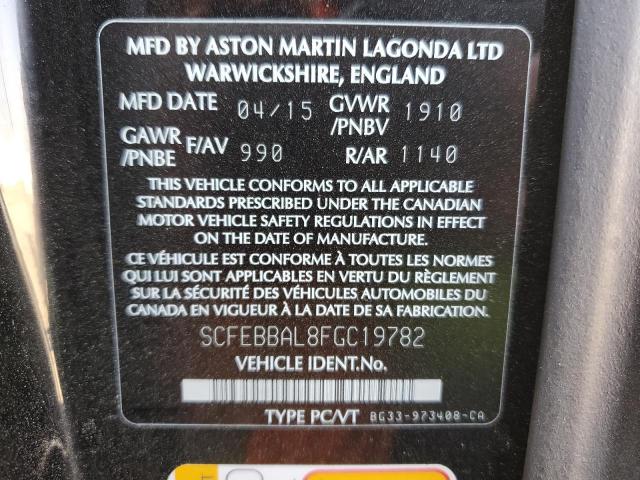 MFD BY ASTON MARTIN LAGONDA LTD
WARWICKSHIRE, ENGLAND
MFD DATE 04/15 GVWR /PNBV 1910
GAWR /PNBE F/AV 990 R/AR 1140
THIS VEHICLE CONFORMS TO ALL APPLICABLE
STANDARDS PRESCRIBED UNDER THE CANADIAN
MOTOR VEHICLE SAFETY REGULATIONS IN EFFECT
ON THE DATE OF MANUFACTURE.
CE VÉHICULE EST CONFORME À TOUTES LES NORMES
QUI LUI SONT APPLICABLES EN VERTU DU RÈGLEMENT
SUR LA SÉCURITÉ DES VÉHICULES AUTOMOBILES DU
CANADA EN VIGUEUR À LA DATE DE SA FABRICATION.
SCFEBBAL8FGC19782
VEHICLE IDENT.No.
TYPE PC/VT BG33-973408-CA